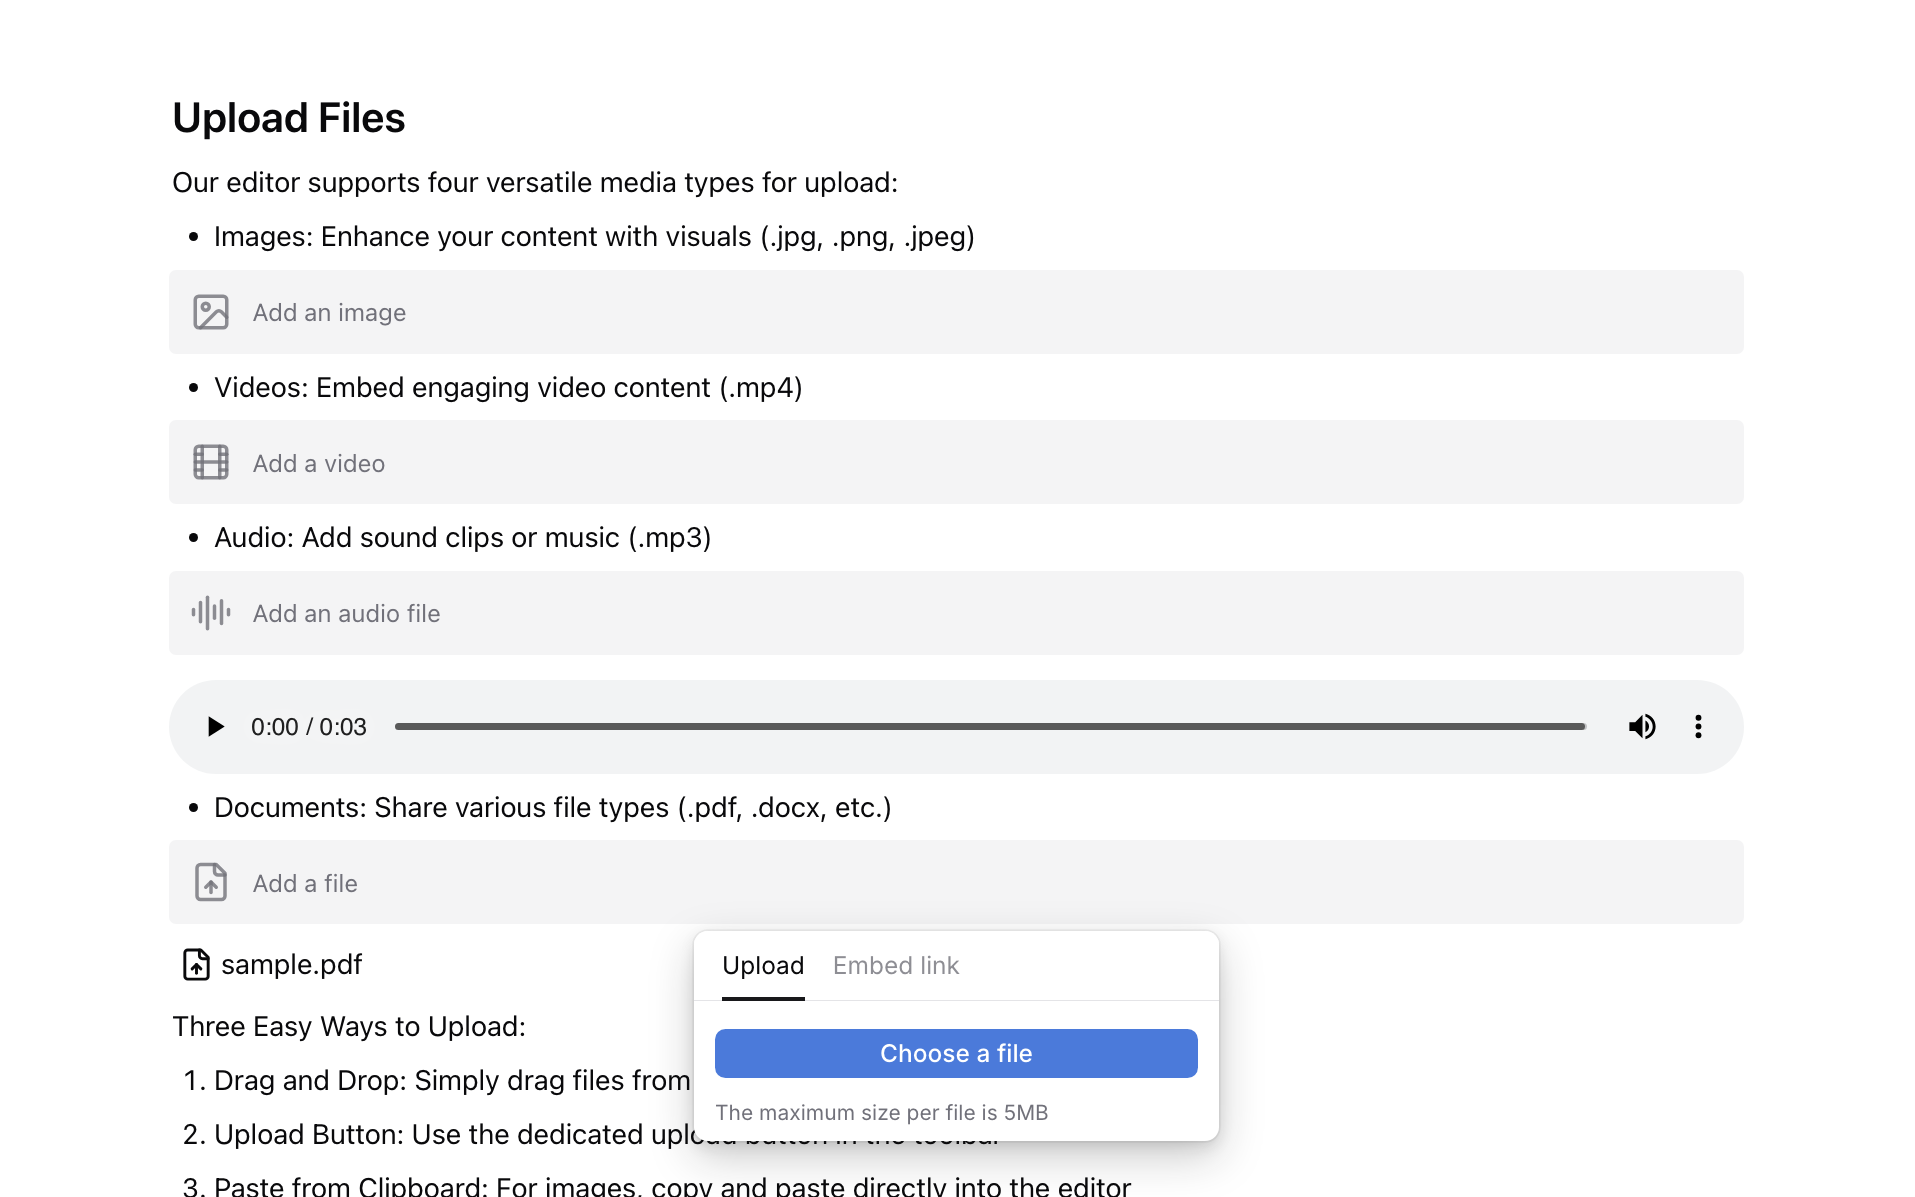 Upload Files
Our editor supports four versatile media types for upload:
• Images: Enhance your content with visuals (.jpg, .png, .jpeg)
Add an image
• Videos: Embed engaging video content (.mp4)
Add a video
• Audio: Add sound clips or music (.mp3)
Add an audio file
0:00 / 0:03
• Documents: Share various file types (.pdf, .docx, etc.)
Add a file
sample.pdf
Upload Embed link
Choose a file
The maximum size per file is 5MB
Three Easy Ways to Upload:
1. Drag and Drop: Simply drag files from
2. Upload Button: Use the dedicated upload button in the toolbar
3. Paste from Clipboard: For images, copy and paste directly into the editor